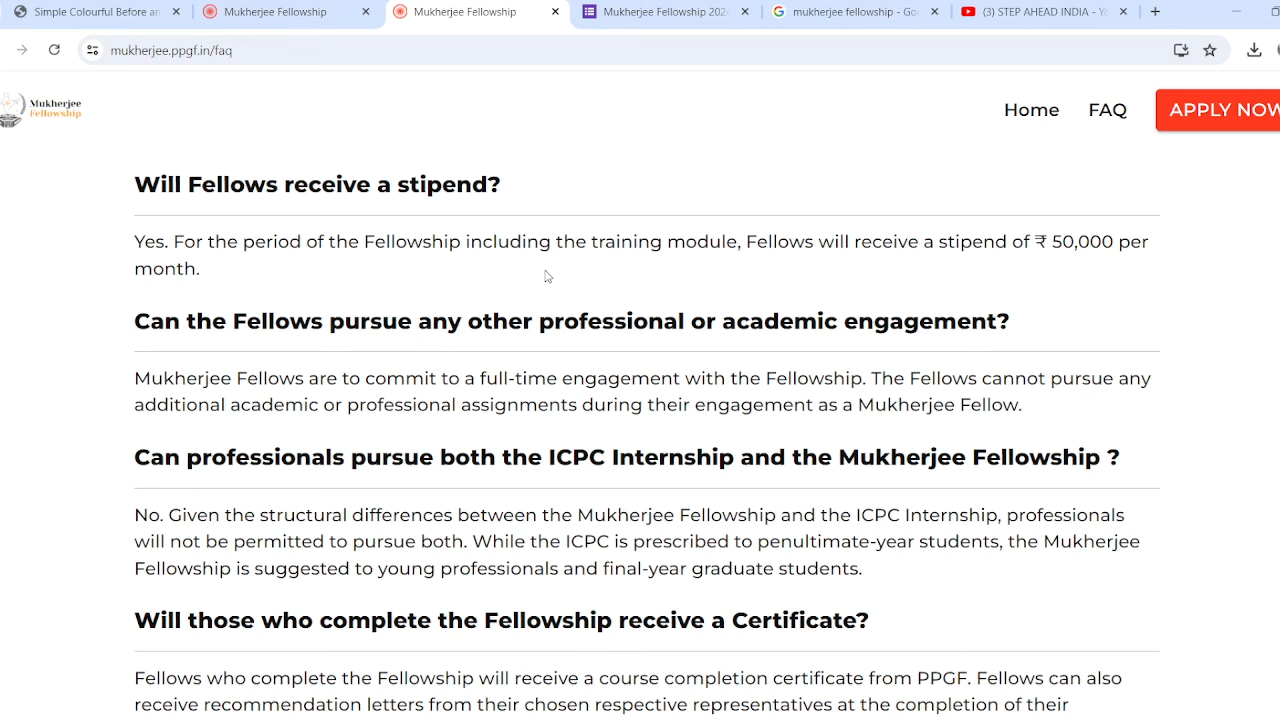 Simple Colourful Before an
Mukherjee Fellowship
Mukherjee Fellowship
Mukherjee Fellowship 202
mukherjee fellowship - Go
(3) STEP AHEAD INDIA - Y
mukherjee.ppgf.in/faq
Mukherjee
Fellowship
Home
FAQ
APPLY NOW
Will Fellows receive a stipend?
Yes. For the period of the Fellowship including the training module, Fellows will receive a stipend of ₹ 50,000 per
month.
Can the Fellows pursue any other professional or academic engagement?
Mukherjee Fellows are to commit to a full-time engagement with the Fellowship. The Fellows cannot pursue any
additional academic or professional assignments during their engagement as a Mukherjee Fellow.
Can professionals pursue both the ICPC Internship and the Mukherjee Fellowship ?
No. Given the structural differences between the Mukherjee Fellowship and the ICPC Internship, professionals
will not be permitted to pursue both. While the ICPC is prescribed to penultimate-year students, the Mukherjee
Fellowship is suggested to young professionals and final-year graduate students.
Will those who complete the Fellowship receive a Certificate?
Fellows who complete the Fellowship will receive a course completion certificate from PPGF. Fellows can also
receive recommendation letters from their chosen respective representatives at the completion of their